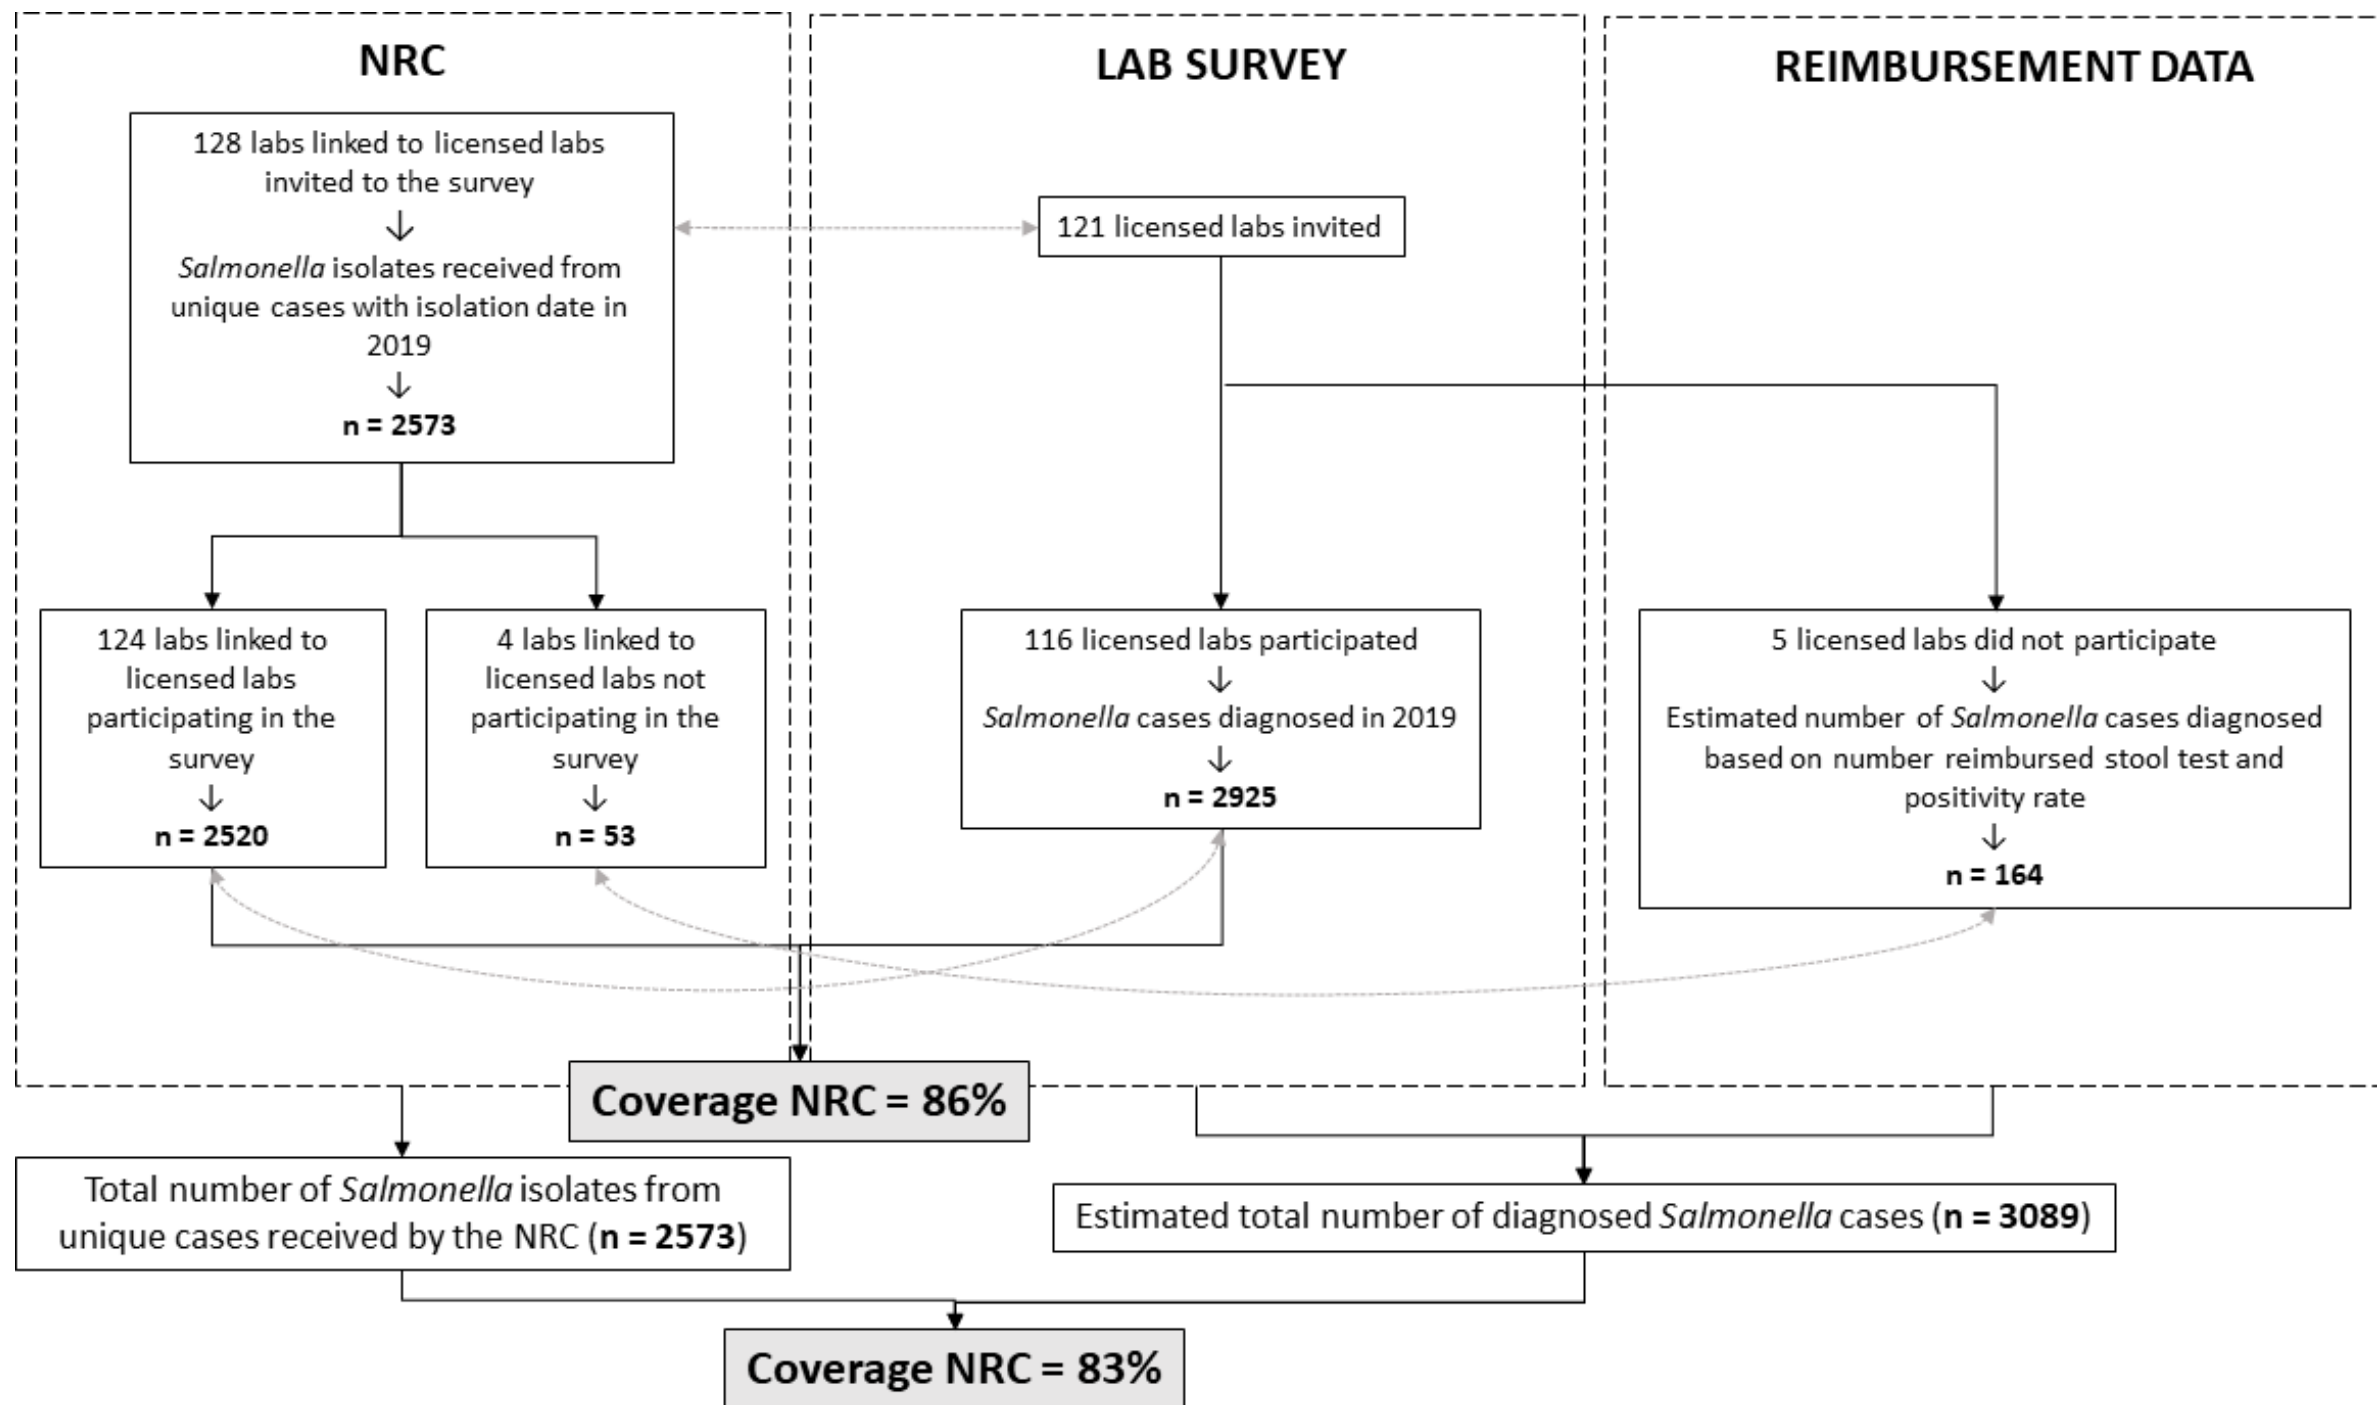 NRC
128 labs linked to licensed labs
invited to the survey
↓
Salmonella isolates received from
unique cases with isolation date in
2019
↓
n = 2573
124 labs linked to
licensed labs
participating in the
survey
↓
n = 2520
4 labs linked to
licensed labs not
participating in the
survey
↓
n = 53
LAB SURVEY
121 licensed labs invited
116 licensed labs participated
↓
Salmonella cases diagnosed in 2019
↓
n = 2925
REIMBURSEMENT DATA
5 licensed labs did not participate
↓
Estimated number of Salmonella cases diagnosed
based on number reimbursed stool test and
positivity rate
↓
n = 164
Coverage NRC = 86%
Total number of Salmonella isolates from
unique cases received by the NRC (n = 2573)
Estimated total number of diagnosed Salmonella cases (n = 3089)
Coverage NRC = 83%